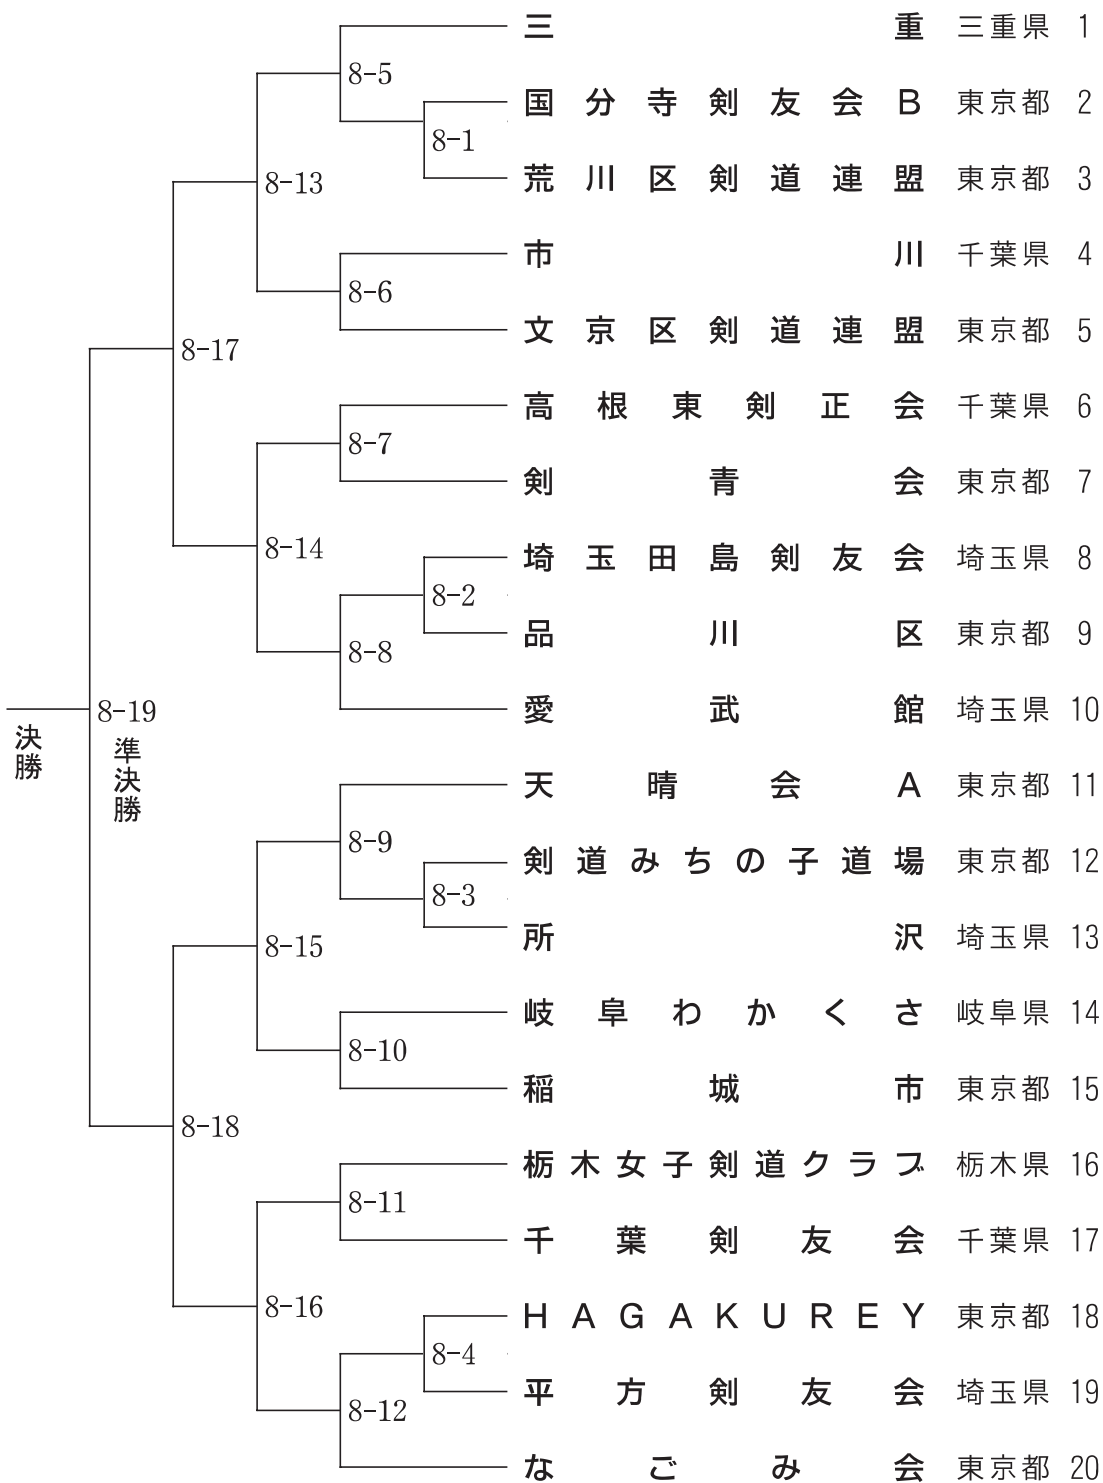 三重 三重県 1
8-5
国分寺剣友会B 東京都 2
8-1
荒川区剣道連盟 東京都 3
8-13
市川 千葉県 4
8-6
文京区剣道連盟 東京都 5
8-17
高根東剣正会 千葉県 6
8-7
剣青会 東京都 7
8-14
埼玉田島剣友会 埼玉県 8
8-2
品川区 東京都 9
8-8
愛武館 埼玉県 10
8-19
決勝
準決勝
天晴会A 東京都 11
8-9
剣道みちの子道場 東京都 12
8-3
所沢 埼玉県 13
8-15
岐阜わかくさ 岐阜県 14
8-10
稲城市 東京都 15
8-18
栃木女子剣道クラブ 栃木県 16
8-11
千葉剣友会 千葉県 17
8-16
HAGAKUREY 東京都 18
8-4
平方剣友会 埼玉県 19
8-12
なごみ会 東京都 20